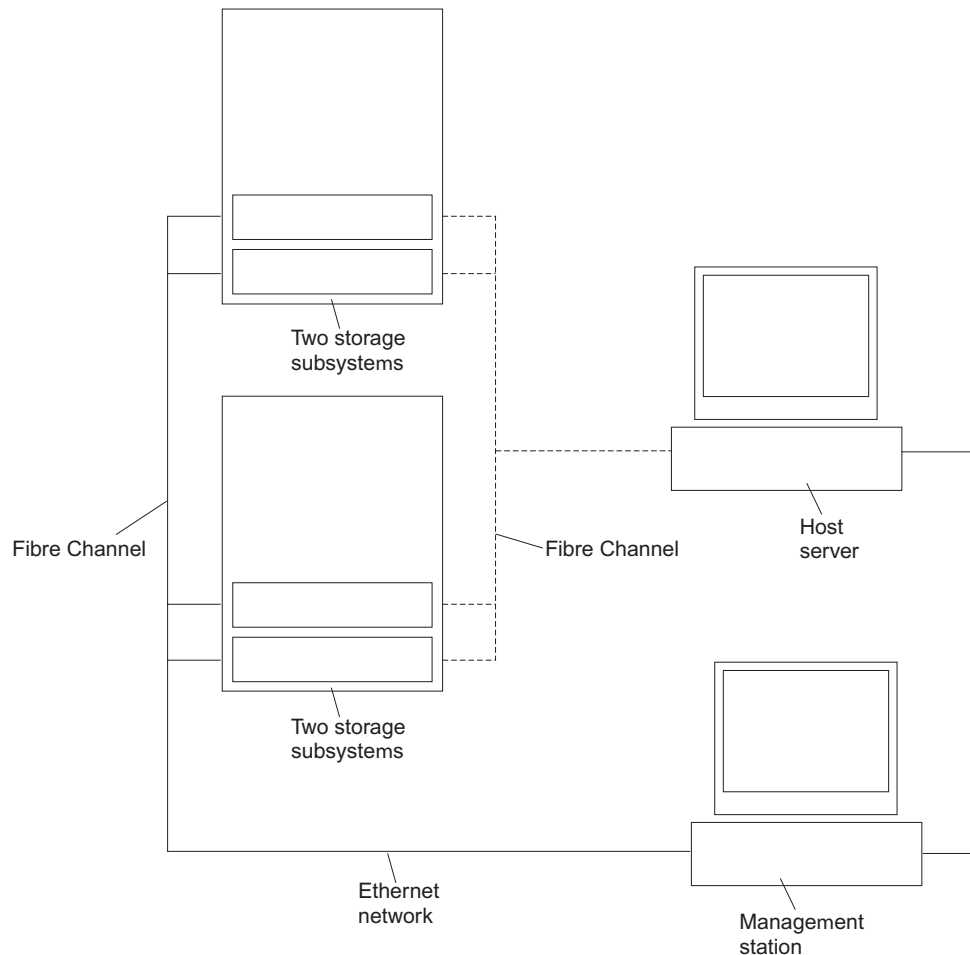 Two storage
subsystems
Fibre Channel
Fibre Channel
Host
server
Two storage
subsystems
Ethernet
network
Management
station